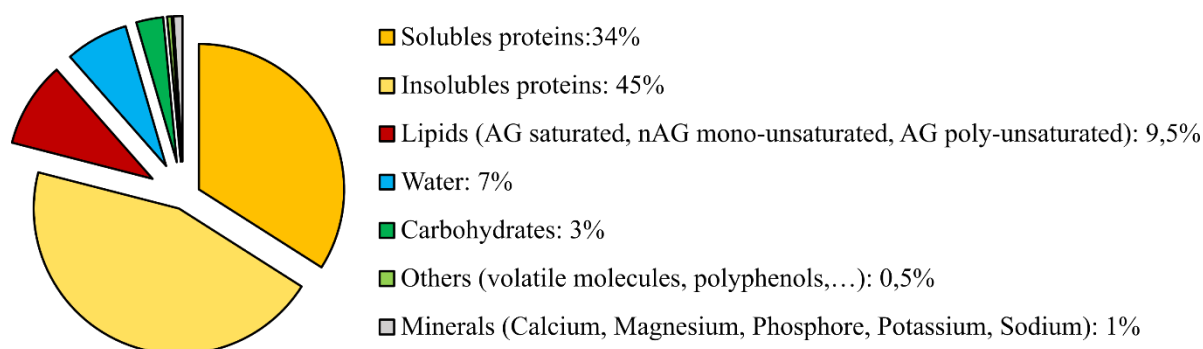 Solubles proteins:34%
Insolubles proteins: 45%
Lipids (AG saturated, nAG mono-unsaturated, AG poly-unsaturated): 9,5%
Water: 7%
Carbohydrates: 3%
Others (volatile molecules, polyphenols,…): 0,5%
Minerals (Calcium, Magnesium, Phosphore, Potassium, Sodium): 1%